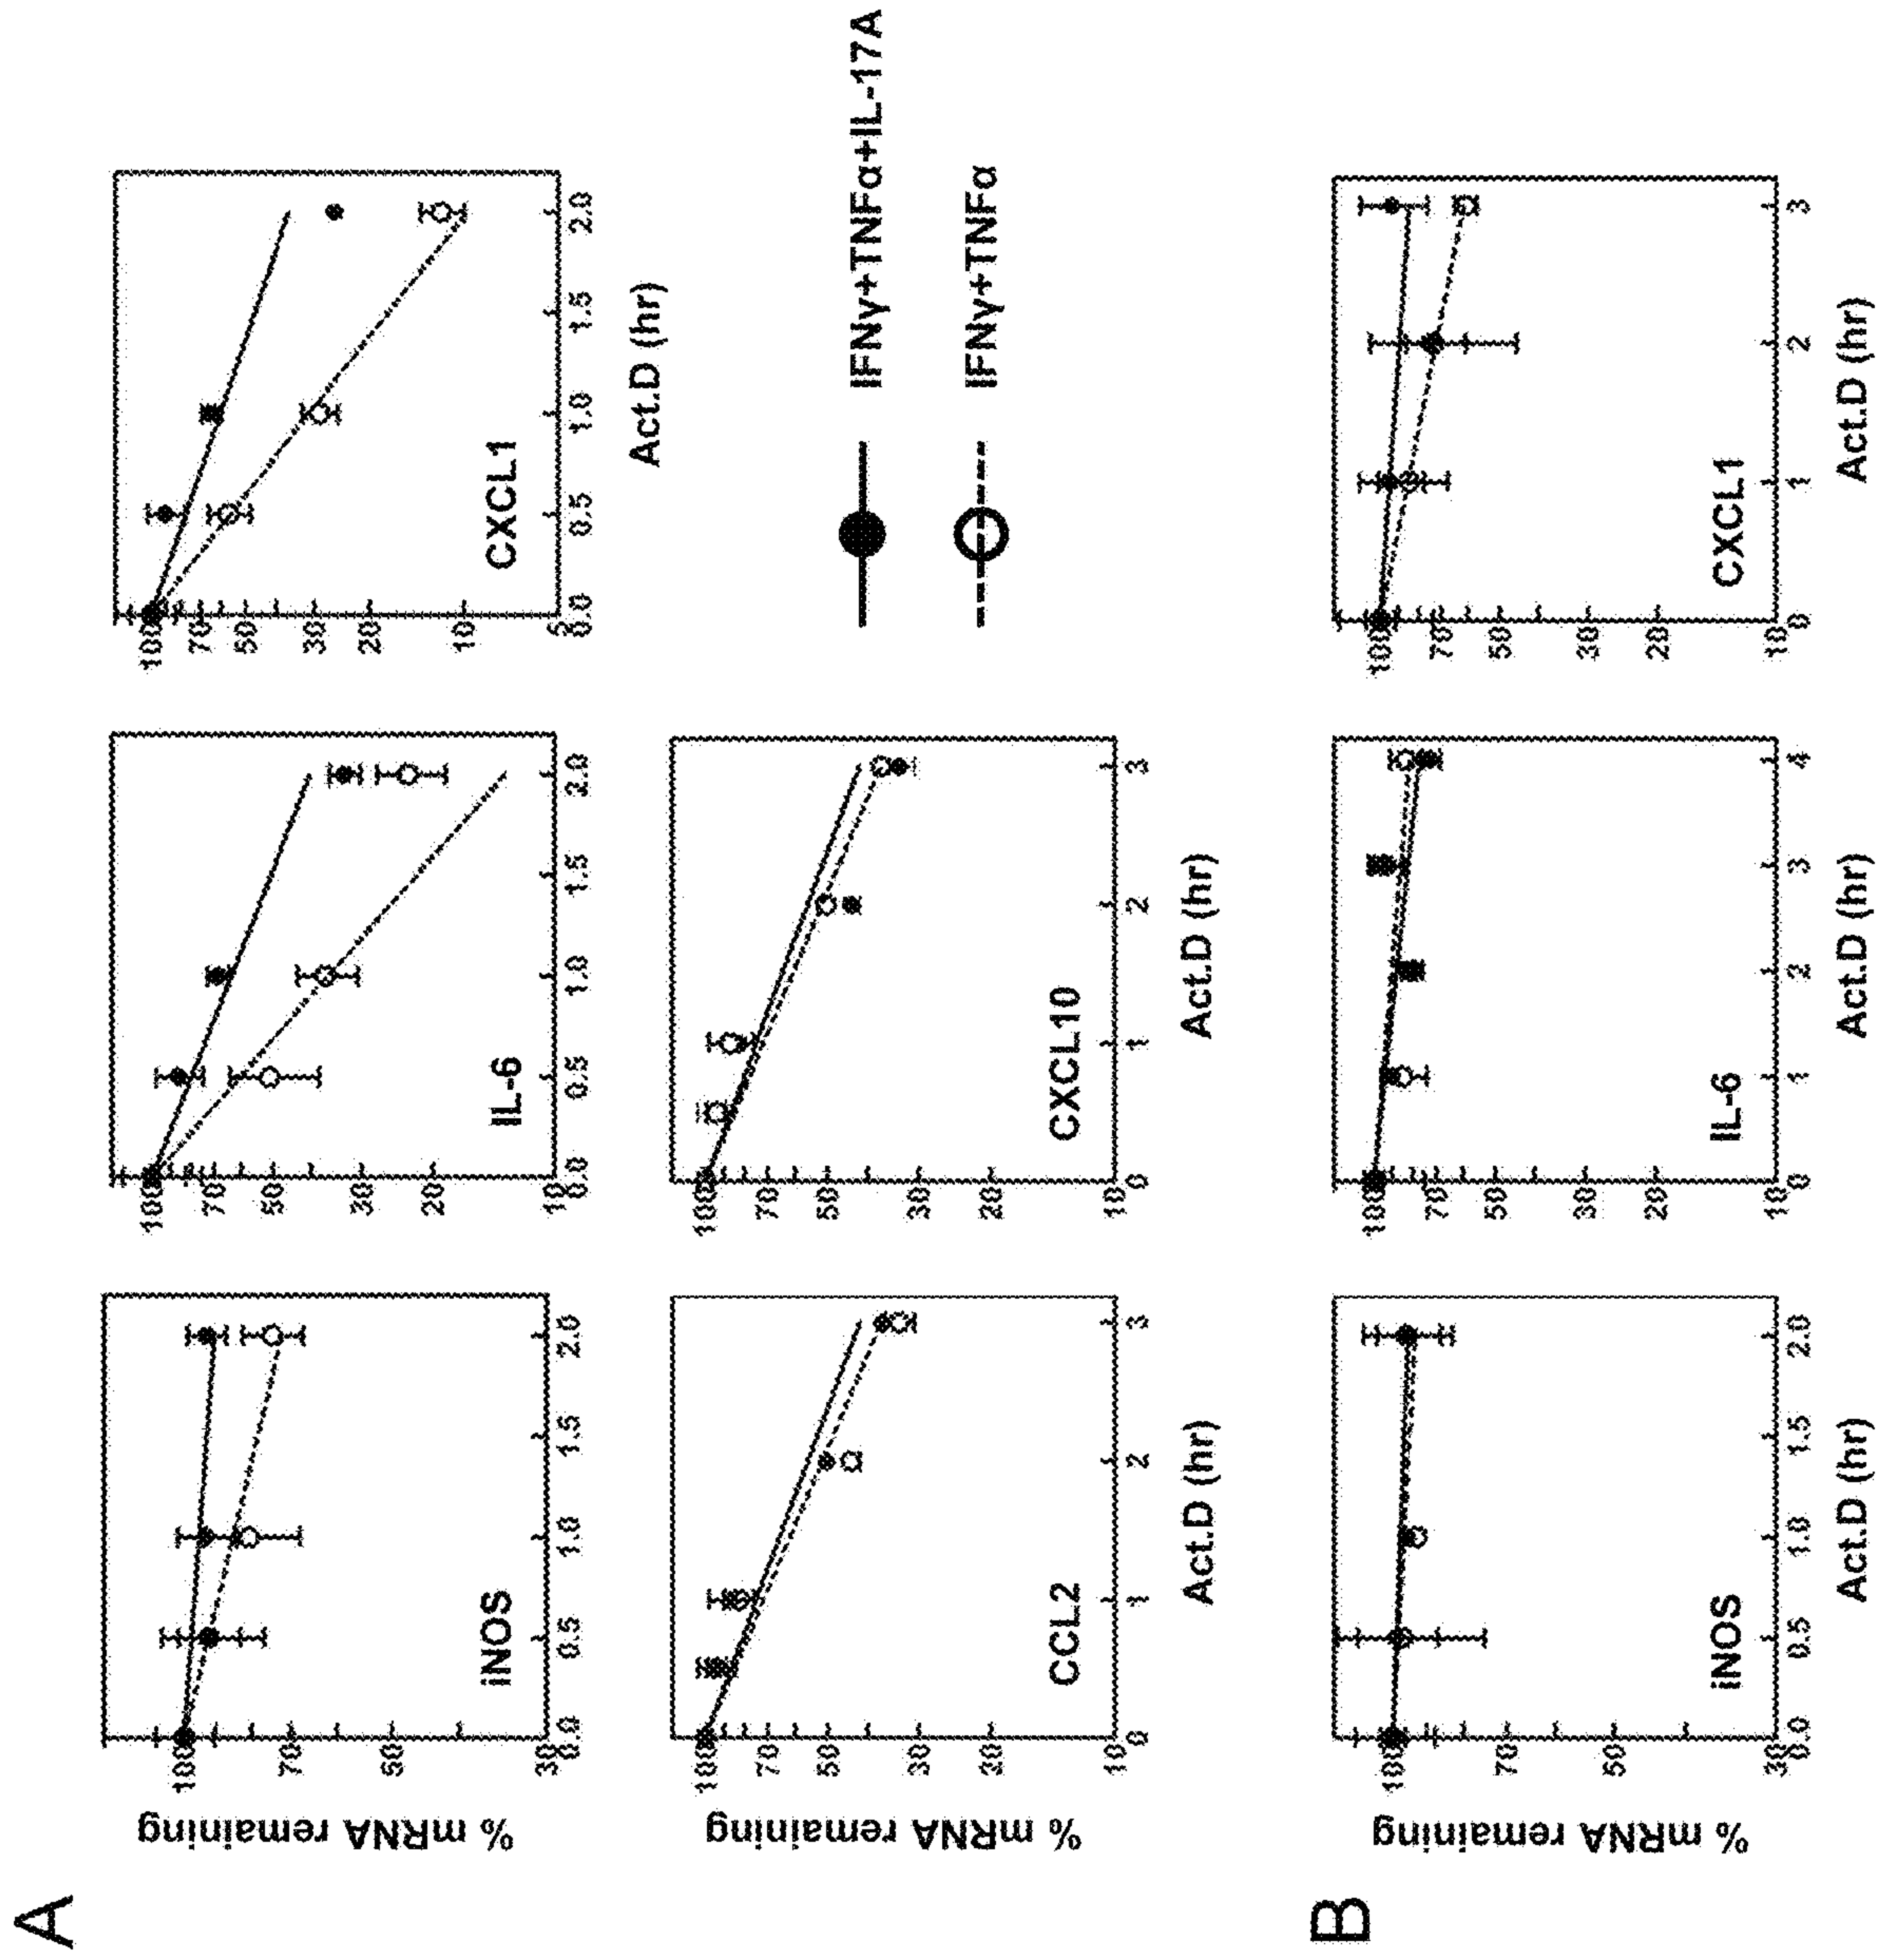 A
% mRNA remaining
100
70
50
30
iNOS
0.0 0.5 1.0 1.5 2.0
100
70
50
30
20
10
IL-6
0.0 0.5 1.0 1.5 2.0
100
70
50
30
20
10
CXCL1
0.0 0.5 1.0 1.5 2.0
Act.D (hr)
% mRNA remaining
100
70
50
30
20
10
CCL2
0 1 2 3
Act.D (hr)
100
70
50
30
20
10
CXCL10
0 1 2 3
Act.D (hr)
IFNγ+TNFα+IL-17A
IFNγ+TNFα
B
% mRNA remaining
100
70
50
30
iNOS
0.0 0.5 1.0 1.5 2.0
Act.D (hr)
100
70
50
30
20
10
IL-6
0 1 2 3 4
Act.D (hr)
100
70
50
30
20
10
CXCL1
0 1 2 3
Act.D (hr)